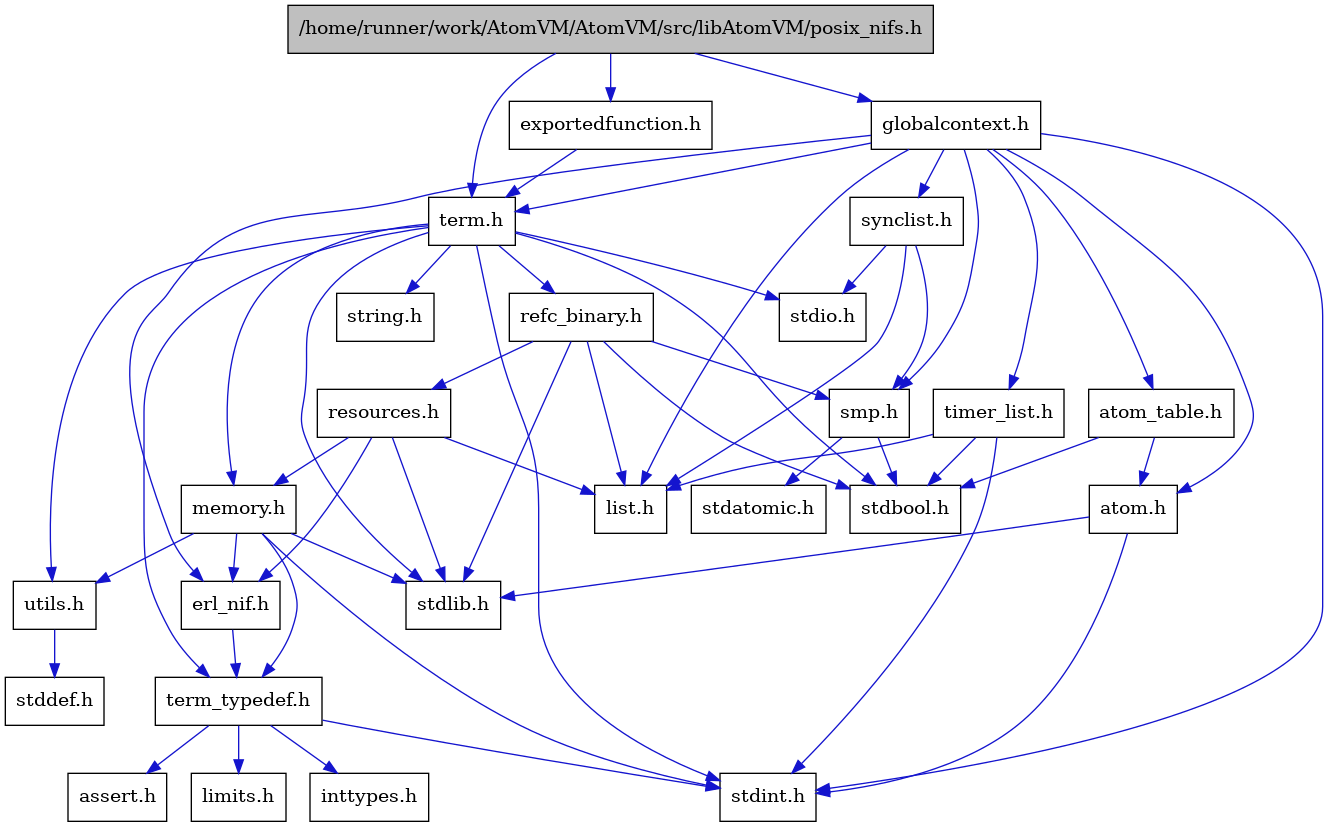 /home/runner/work/AtomVM/AtomVM/src/libAtomVM/posix_nifs.h
exportedfunction.h
globalcontext.h
term.h
synclist.h
string.h
refc_binary.h
stdio.h
resources.h
smp.h
timer_list.h
atom_table.h
memory.h
list.h
stdatomic.h
stdbool.h
atom.h
utils.h
erl_nif.h
stdlib.h
stddef.h
term_typedef.h
assert.h
limits.h
inttypes.h
stdint.h